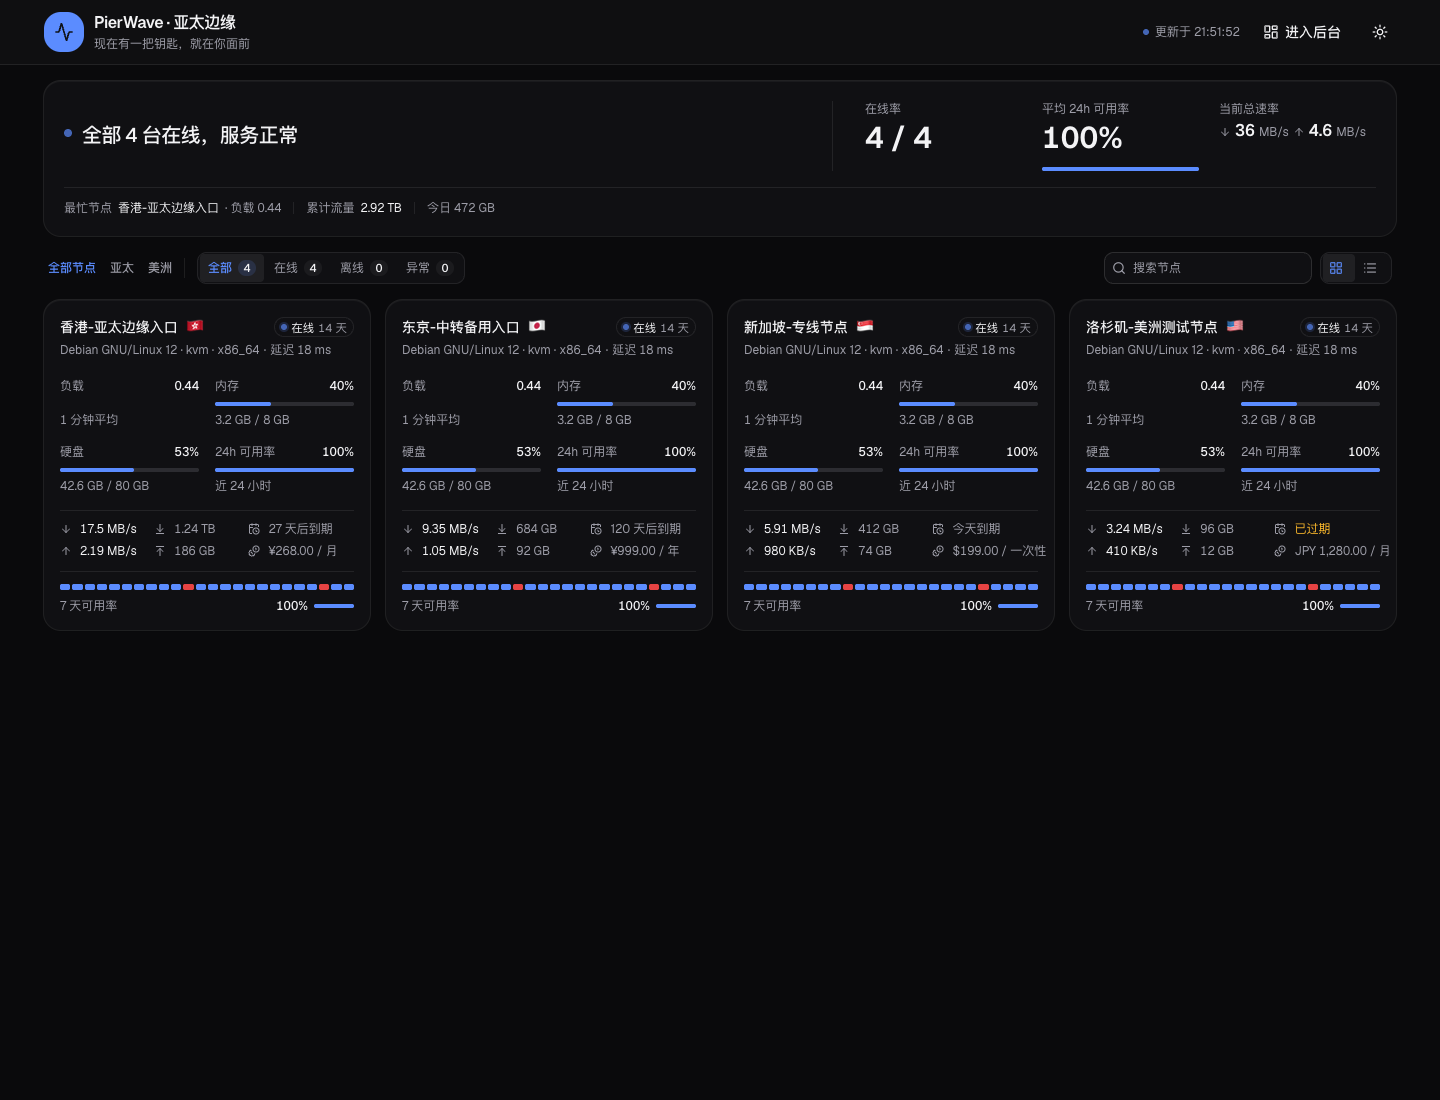 PierWave · 亚太边缘
现在有一把钥匙，就在你面前
更新于 21:51:52
进入后台
全部 4 台在线，服务正常
在线率
4 / 4
平均 24h 可用率
100%
当前总速率
↓ 36 MB/s ↑ 4.6 MB/s
最忙节点 香港-亚太边缘入口 · 负载 0.44
累计流量 2.92 TB
今日 472 GB
全部节点 亚太 美洲
全部 4 在线 4 离线 0 异常 0
搜索节点
香港-亚太边缘入口
在线 14 天
Debian GNU/Linux 12 · kvm · x86_64 · 延迟 18 ms
负载 0.44
内存 40%
1 分钟平均
3.2 GB / 8 GB
硬盘 53%
24h 可用率 100%
42.6 GB / 80 GB
近 24 小时
↓ 17.5 MB/s 1.24 TB 27 天后到期
↑ 2.19 MB/s 186 GB ¥268.00 / 月
7 天可用率 100%
东京-中转备用入口
在线 14 天
Debian GNU/Linux 12 · kvm · x86_64 · 延迟 18 ms
负载 0.44
内存 40%
1 分钟平均
3.2 GB / 8 GB
硬盘 53%
24h 可用率 100%
42.6 GB / 80 GB
近 24 小时
↓ 9.35 MB/s 684 GB 120 天后到期
↑ 1.05 MB/s 92 GB ¥999.00 / 年
7 天可用率 100%
新加坡-专线节点
在线 14 天
Debian GNU/Linux 12 · kvm · x86_64 · 延迟 18 ms
负载 0.44
内存 40%
1 分钟平均
3.2 GB / 8 GB
硬盘 53%
24h 可用率 100%
42.6 GB / 80 GB
近 24 小时
↓ 5.91 MB/s 412 GB 今天到期
↑ 980 KB/s 74 GB $199.00 / 一次性
7 天可用率 100%
洛杉矶-美洲测试节点
在线 14 天
Debian GNU/Linux 12 · kvm · x86_64 · 延迟 18 ms
负载 0.44
内存 40%
1 分钟平均
3.2 GB / 8 GB
硬盘 53%
24h 可用率 100%
42.6 GB / 80 GB
近 24 小时
↓ 3.24 MB/s 96 GB 已过期
↑ 410 KB/s 12 GB JPY 1,280.00 / 月
7 天可用率 100%